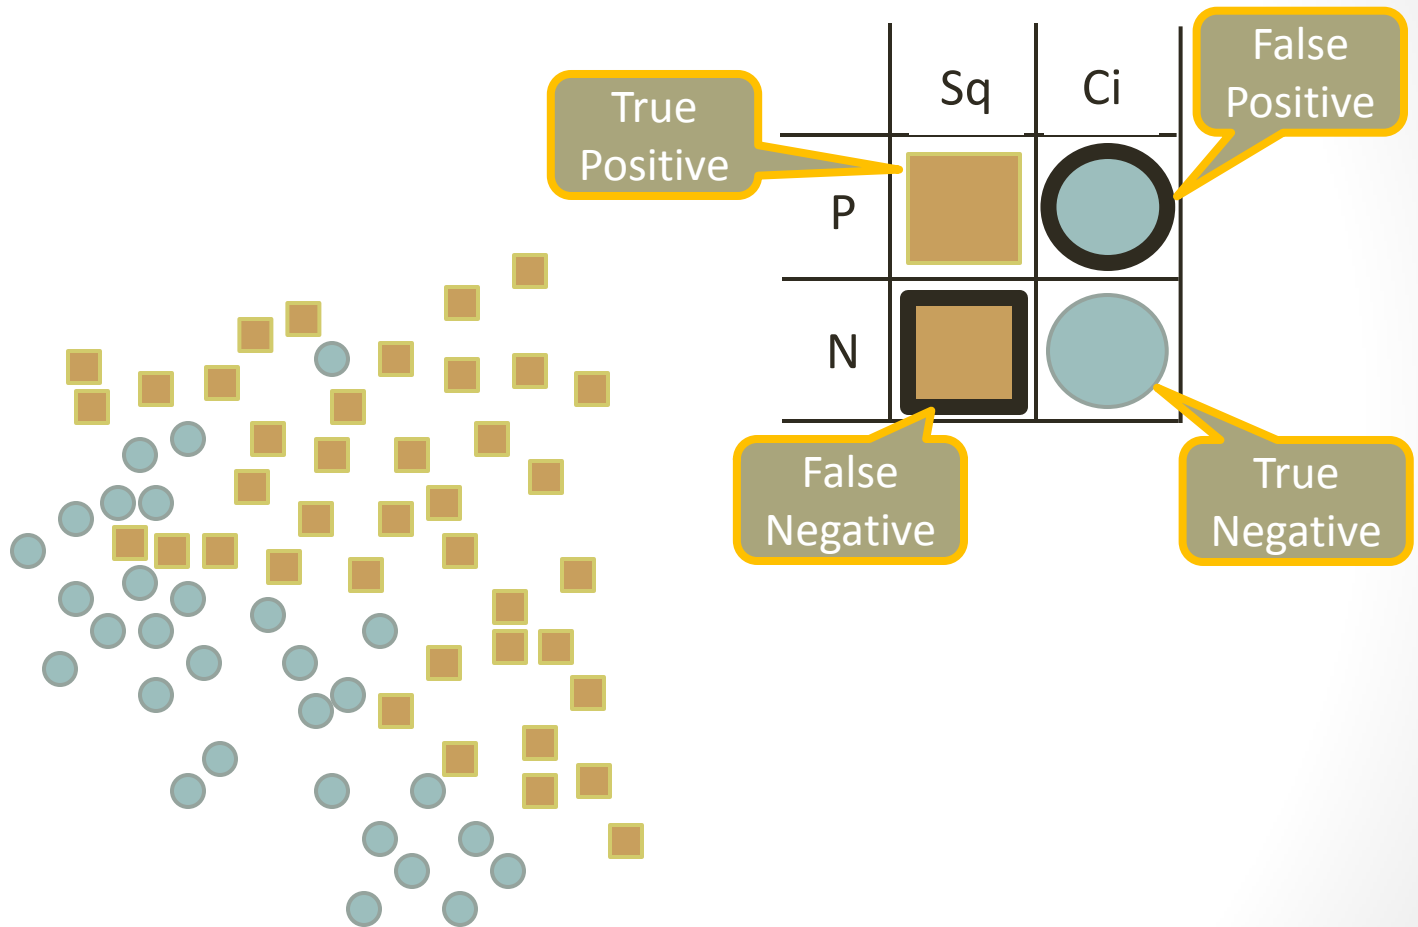 False
Positive
Sq
Ci
True
Positive
P
N
False
Negative
True
Negative